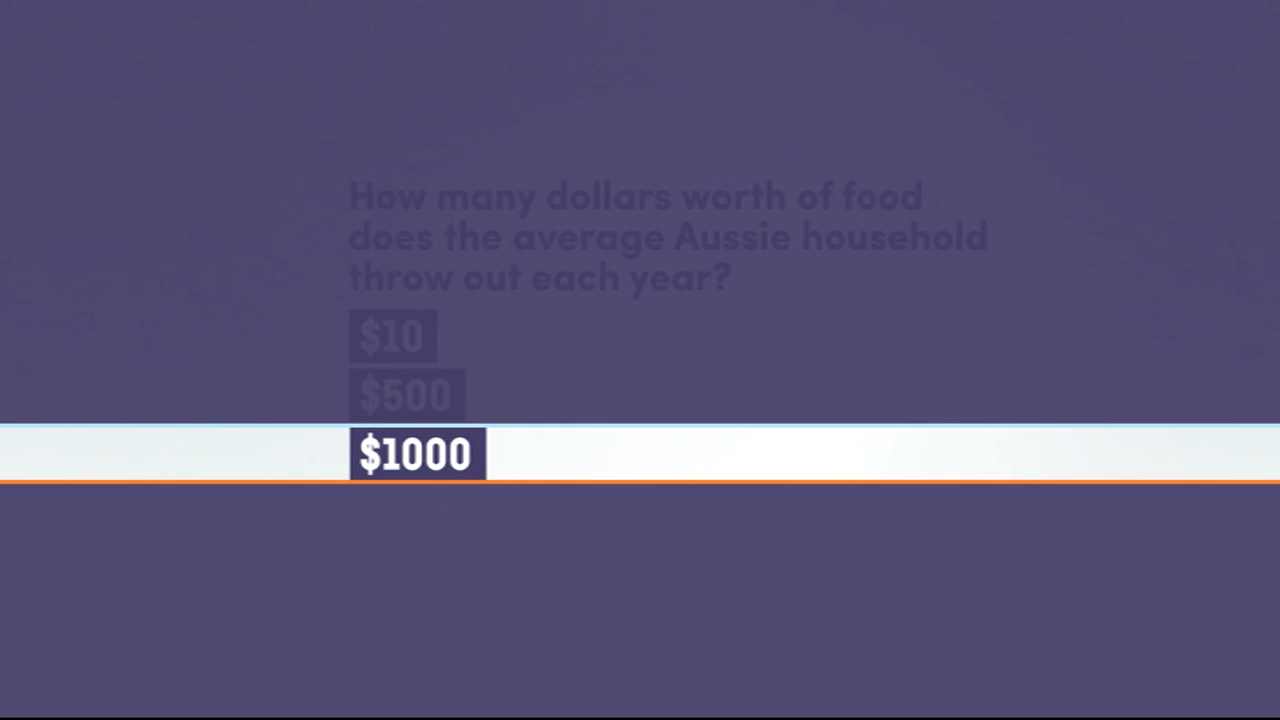 How many dollars worth of food
does the average Aussie household
throw out each year?
$10
$500
$1000